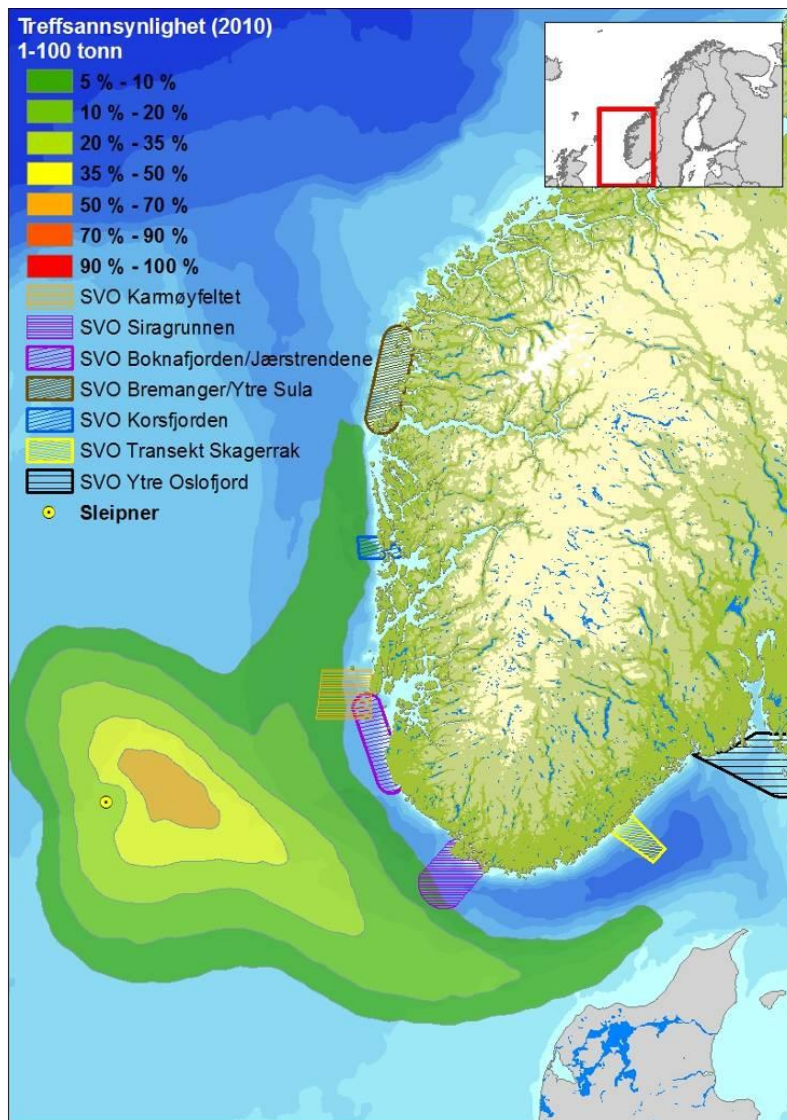 Treffsannsynlighet (2010)
1-100 tonn
5 % - 10 %
10 % - 20 %
20 % - 35 %
35 % - 50 %
50 % - 70 %
70 % - 90 %
90 % - 100 %
SVO Karmøyfeltet
SVO Siragrunnen
SVO Boknafjorden/Jærstrendene
SVO Bremanger/Ytre Sula
SVO Korsfjorden
SVO Transekt Skagerrak
SVO Ytre Oslofjord
Sleipner